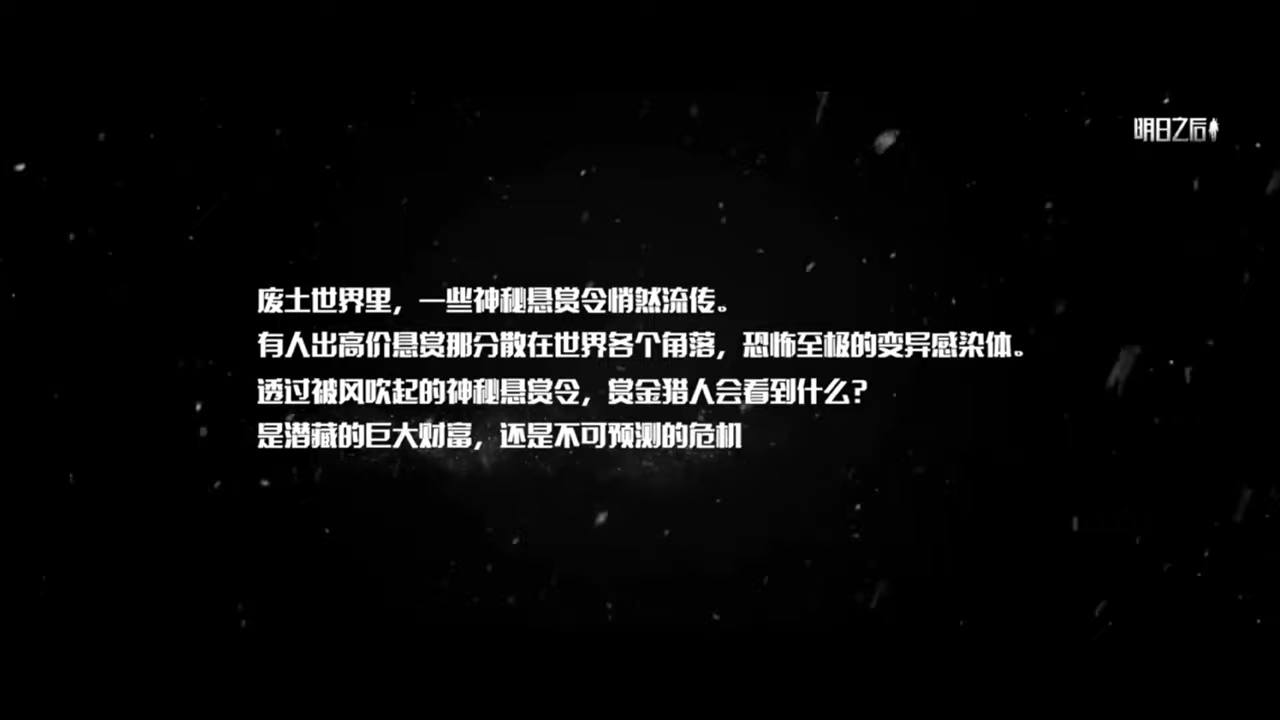 明日之后
废土世界里，一些神秘悬赏令悄然流传。
有人出高价悬赏那分散在世界各个角落，恐怖至极的变异感染体。
透过被风吹起的神秘悬赏令，赏金猎人会看到什么？
是潜藏的巨大财富，还是不可预测的危机